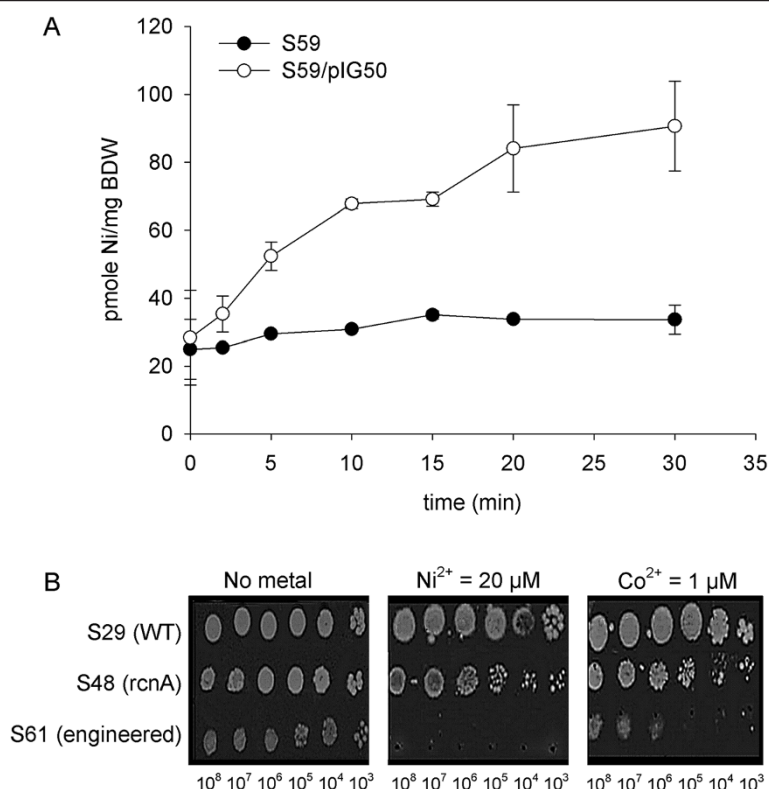 A
S59
S59/pIG50
pmole Ni/mg BDW
120
100
80
60
40
20
0
0 5 10 15 20 25 30 35
time (min)
B
No metal Ni²⁺ = 20 µM Co²⁺ = 1 µM
S29 (WT)
S48 (rcnA)
S61 (engineered)
10⁸ 10⁷ 10⁶ 10⁵ 10⁴ 10³ 10⁸ 10⁷ 10⁶ 10⁵ 10⁴ 10³ 10⁸ 10⁷ 10⁶ 10⁵ 10⁴ 10³